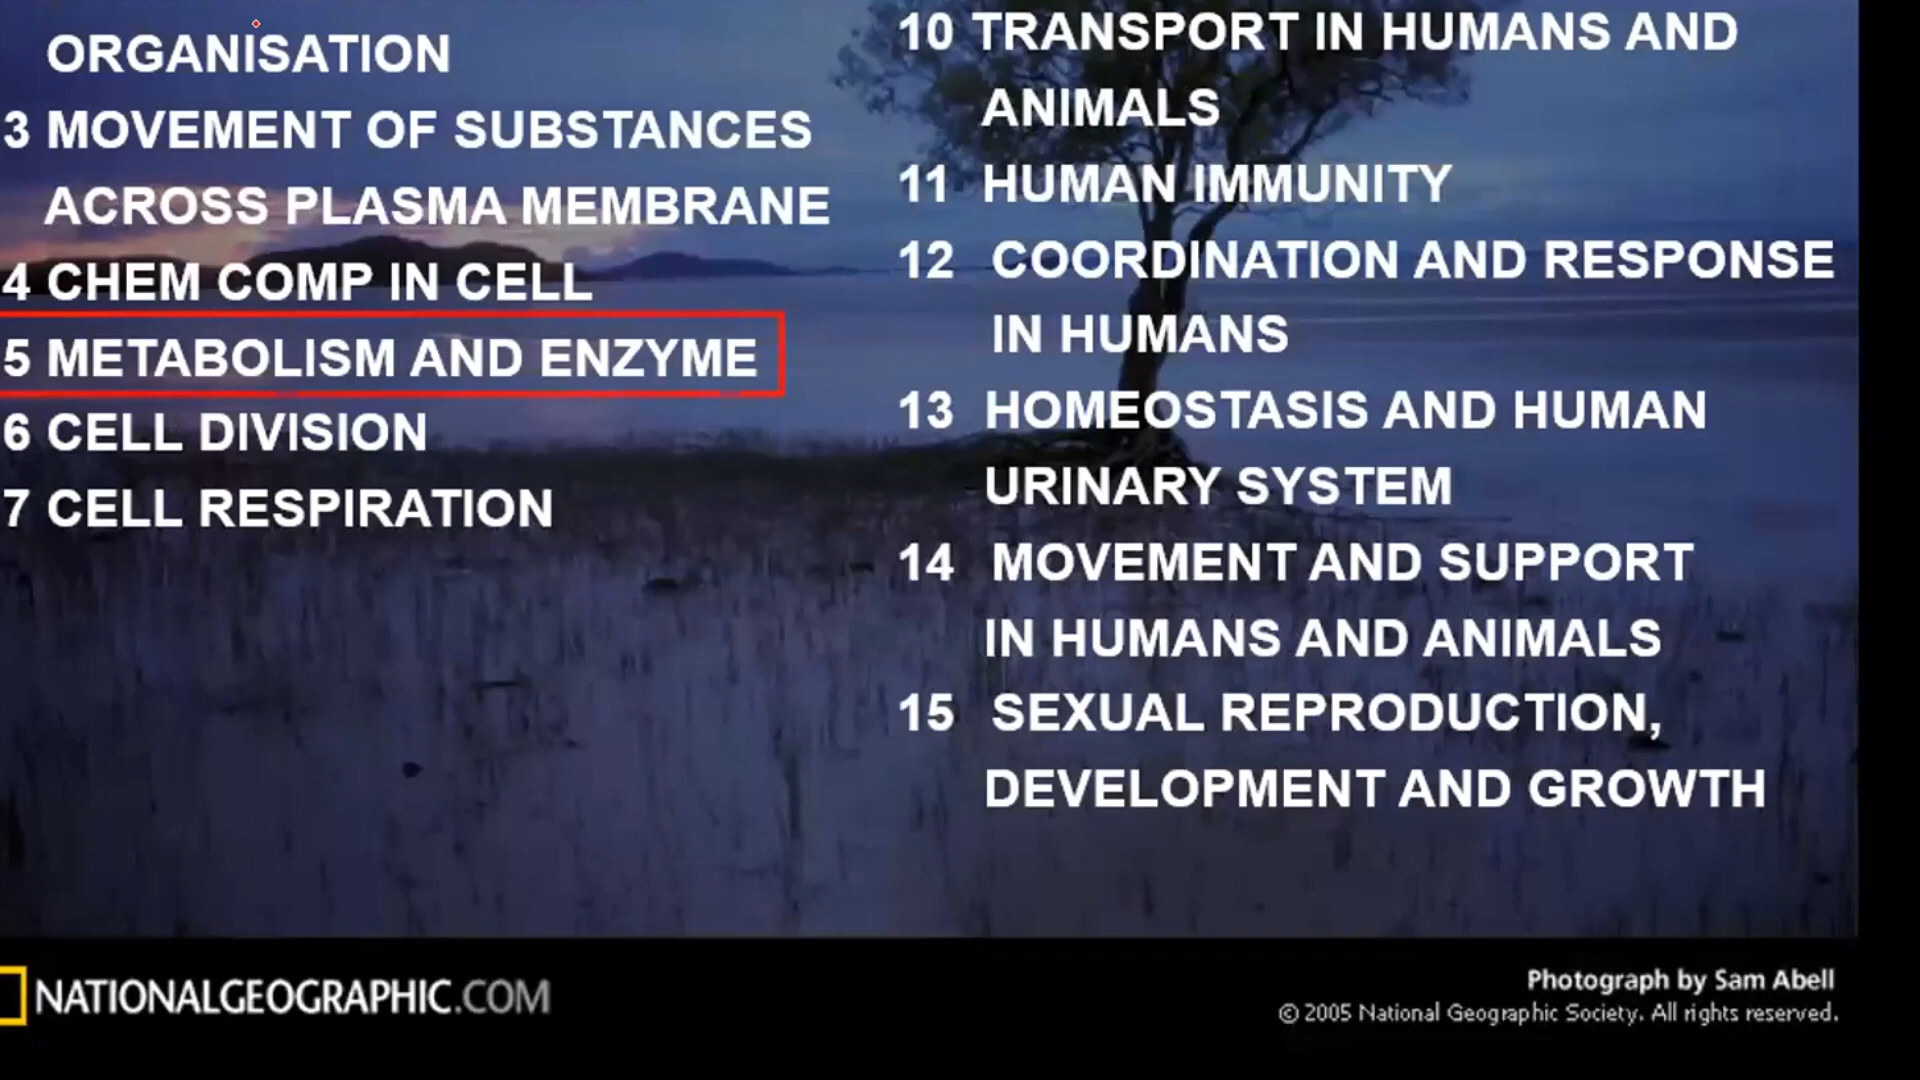 ORGANISATION
3 MOVEMENT OF SUBSTANCES
ACROSS PLASMA MEMBRANE
4 CHEM COMP IN CELL
5 METABOLISM AND ENZYME
6 CELL DIVISION
7 CELL RESPIRATION
10 TRANSPORT IN HUMANS AND
ANIMALS
11 HUMAN IMMUNITY
12 COORDINATION AND RESPONSE
IN HUMANS
13 HOMEOSTASIS AND HUMAN
URINARY SYSTEM
14 MOVEMENT AND SUPPORT
IN HUMANS AND ANIMALS
15 SEXUAL REPRODUCTION,
DEVELOPMENT AND GROWTH
NATIONALGEOGRAPHIC.COM
Photograph by Sam Abell
© 2005 National Geographic Society. All rights reserved.